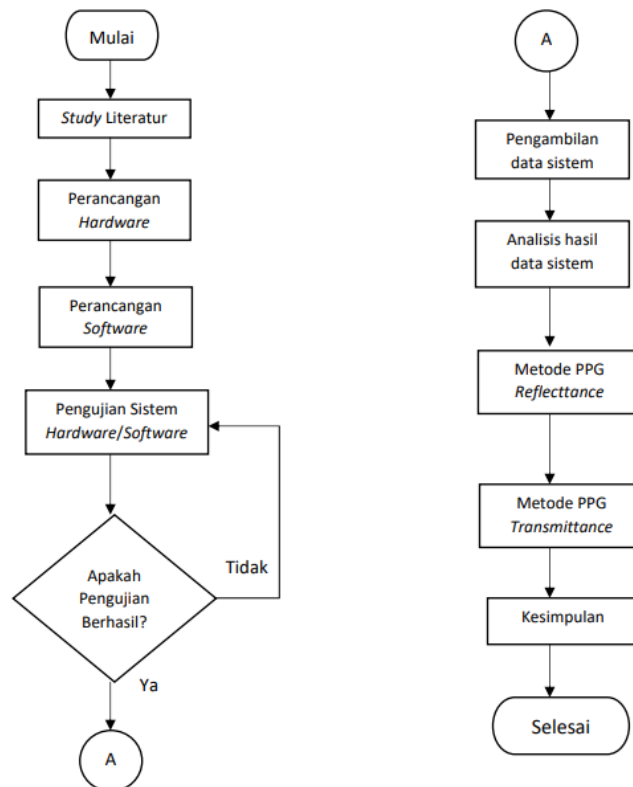 Mulai
Study Literatur
Perancangan
Hardware
Perancangan
Software
Pengujian Sistem
Hardware/Software
Apakah
Pengujian
Berhasil?
Tidak
Ya
A
A
Pengambilan
data sistem
Analisis hasil
data sistem
Metode PPG
Reflecttance
Metode PPG
Transmittance
Kesimpulan
Selesai